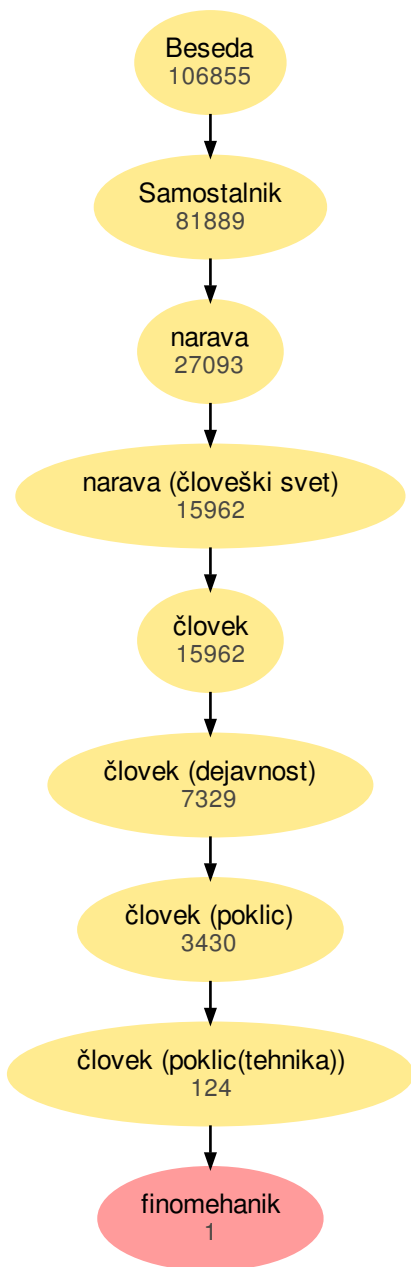 Beseda
106855
Samostalnik
81889
narava
27093
narava (človeški svet)
15962
človek
15962
človek (dejavnost)
7329
človek (poklic)
3430
človek (poklic(tehnika))
124
finomehanik
1